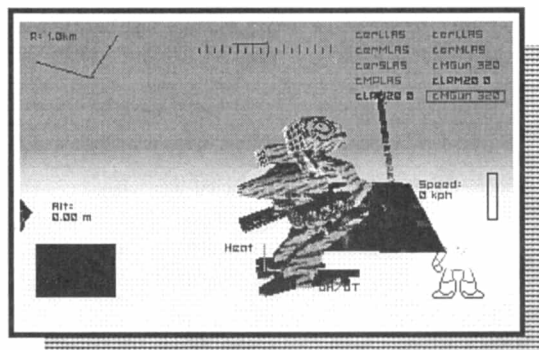 R: 1.0km
cerLLAS cerLLAS
cerMLAS cerMLAS
cerSLAS cMGun 320
cMPLAS cLRM20 0
cLRM20 0 cMGun 320
Speed:
0 kph
Alt:
0.00 m
Heat